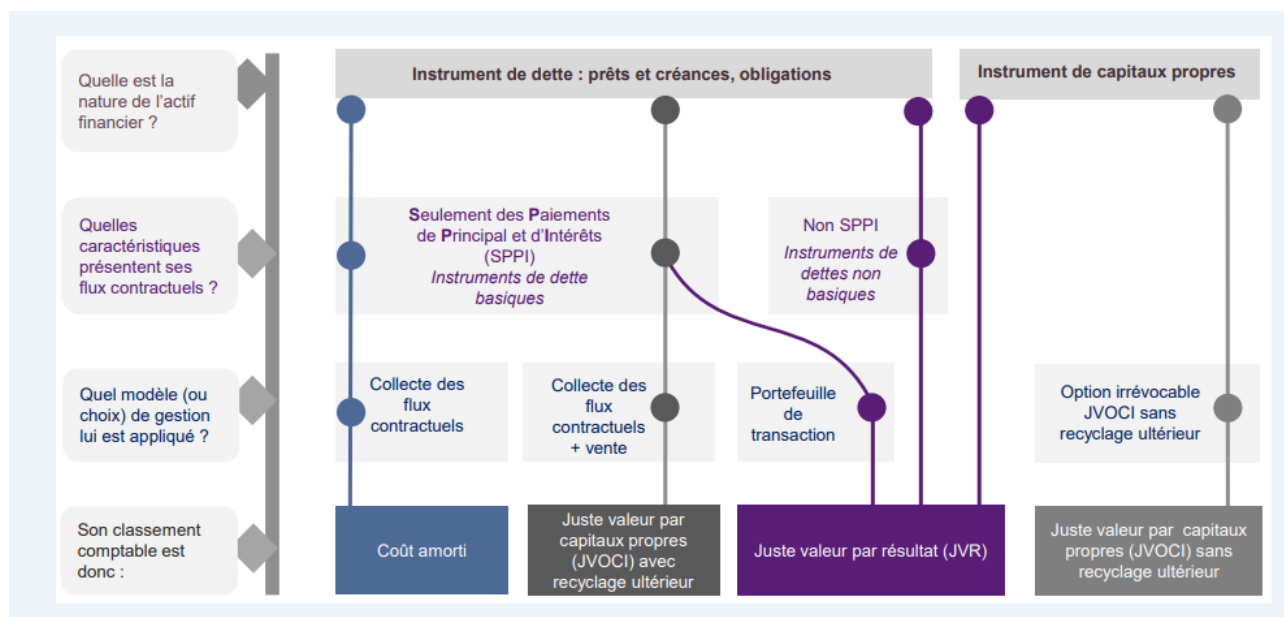 Quelle est la
nature de l'actif
financier ?
Instrument de dette : prêts et créances, obligations
Instrument de capitaux propres
Quelles
caractéristiques
présentent ses
flux contractuels ?
Seulement des Paiements
de Principal et d'Intérêts
(SPPI)
Instruments de dette
basiques
Non SPPI
Instruments de
dettes non
basiques
Quel modèle (ou
choix) de gestion
lui est appliqué ?
Collecte des
flux
contractuels
Collecte des
flux
contractuels
+ vente
Portefeuille
de
transaction
Option irrévocable
JVOCI sans
recyclage ultérieur
Son classement
comptable est
donc :
Coût amorti
Juste valeur par
capitaux propres
(JVOCI) avec
recyclage ultérieur
Juste valeur par résultat (JVR)
Juste valeur par capitaux
propres (JVOCI) sans
recyclage ultérieur